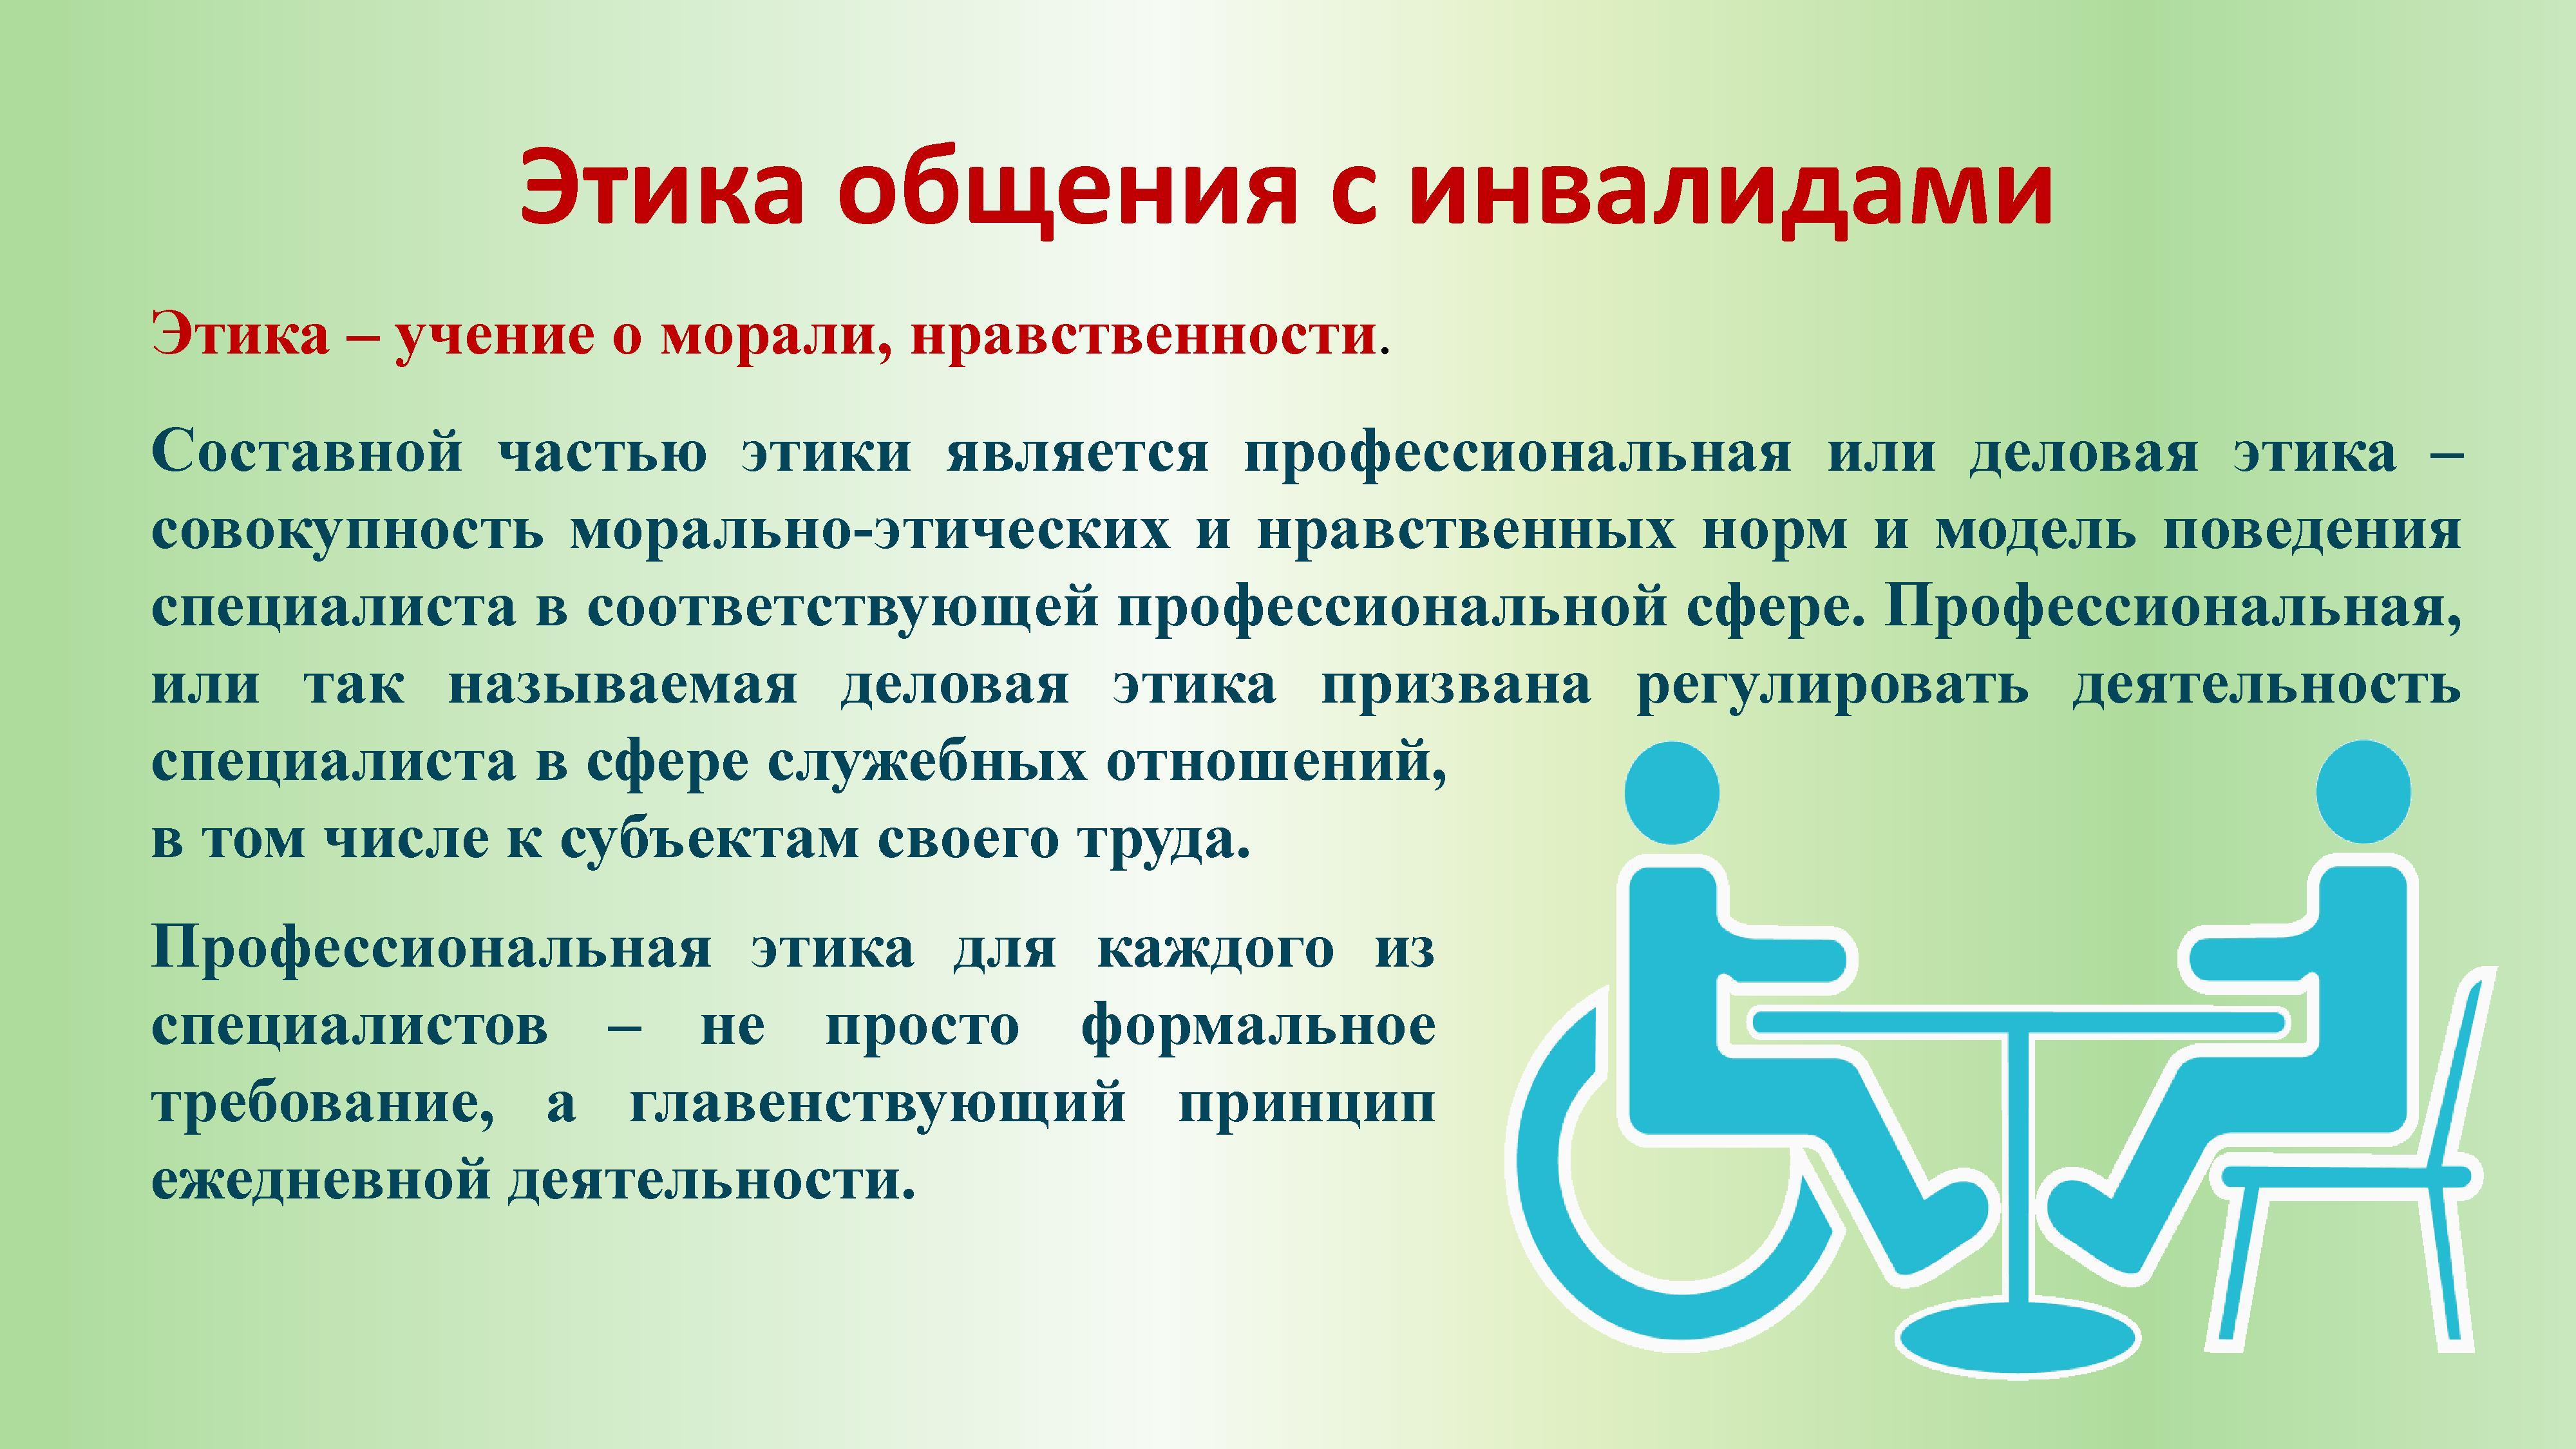 Этика общения с инвалидами
Этика – учение о морали, нравственности.
Составной частью этики является профессиональная или деловая этика –
совокупность морально-этических и нравственных норм и модель поведения
специалиста в соответствующей профессиональной сфере. Профессиональная,
или так называемая деловая этика призвана регулировать деятельность
специалиста в сфере служебных отношений,
в том числе к субъектам своего труда.
Профессиональная этика для каждого из
специалистов – не просто формальное
требование, а главенствующий принцип
ежедневной деятельности.